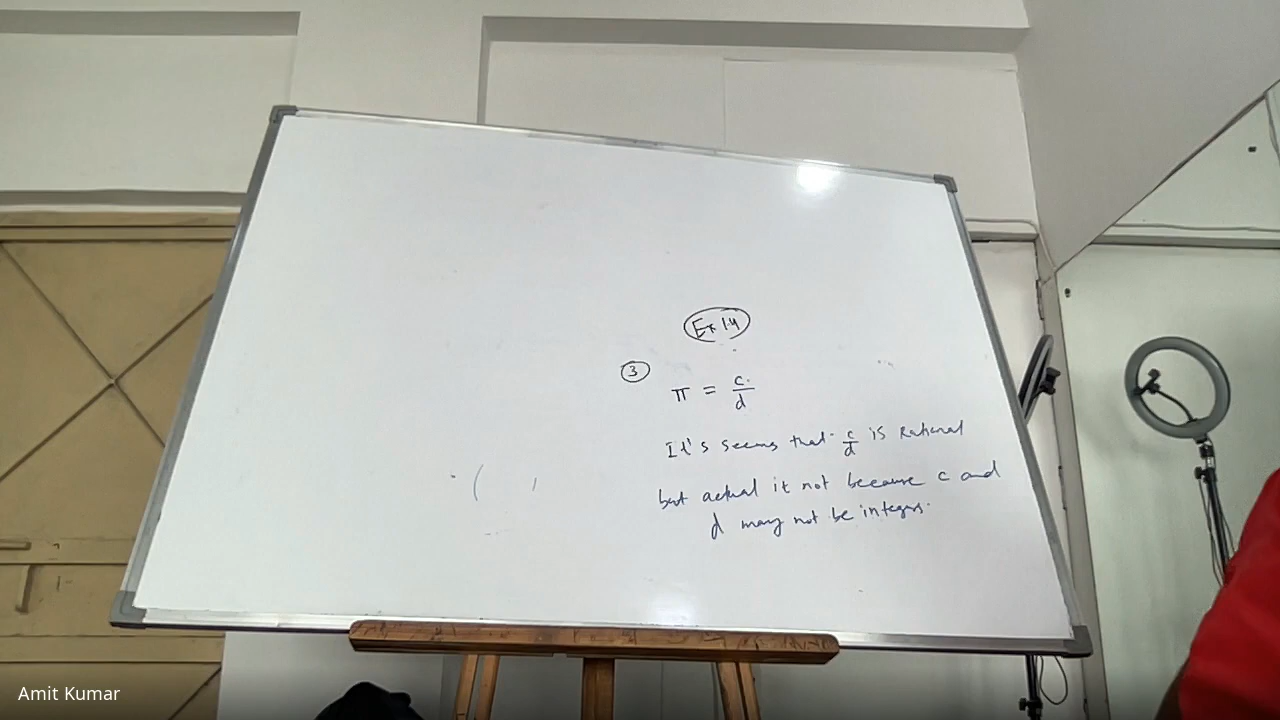 Ex 1.4
3
π = c/d
It's seems that c/d is Rational
but actual it not because c and
d may not be integers.
Amit Kumar